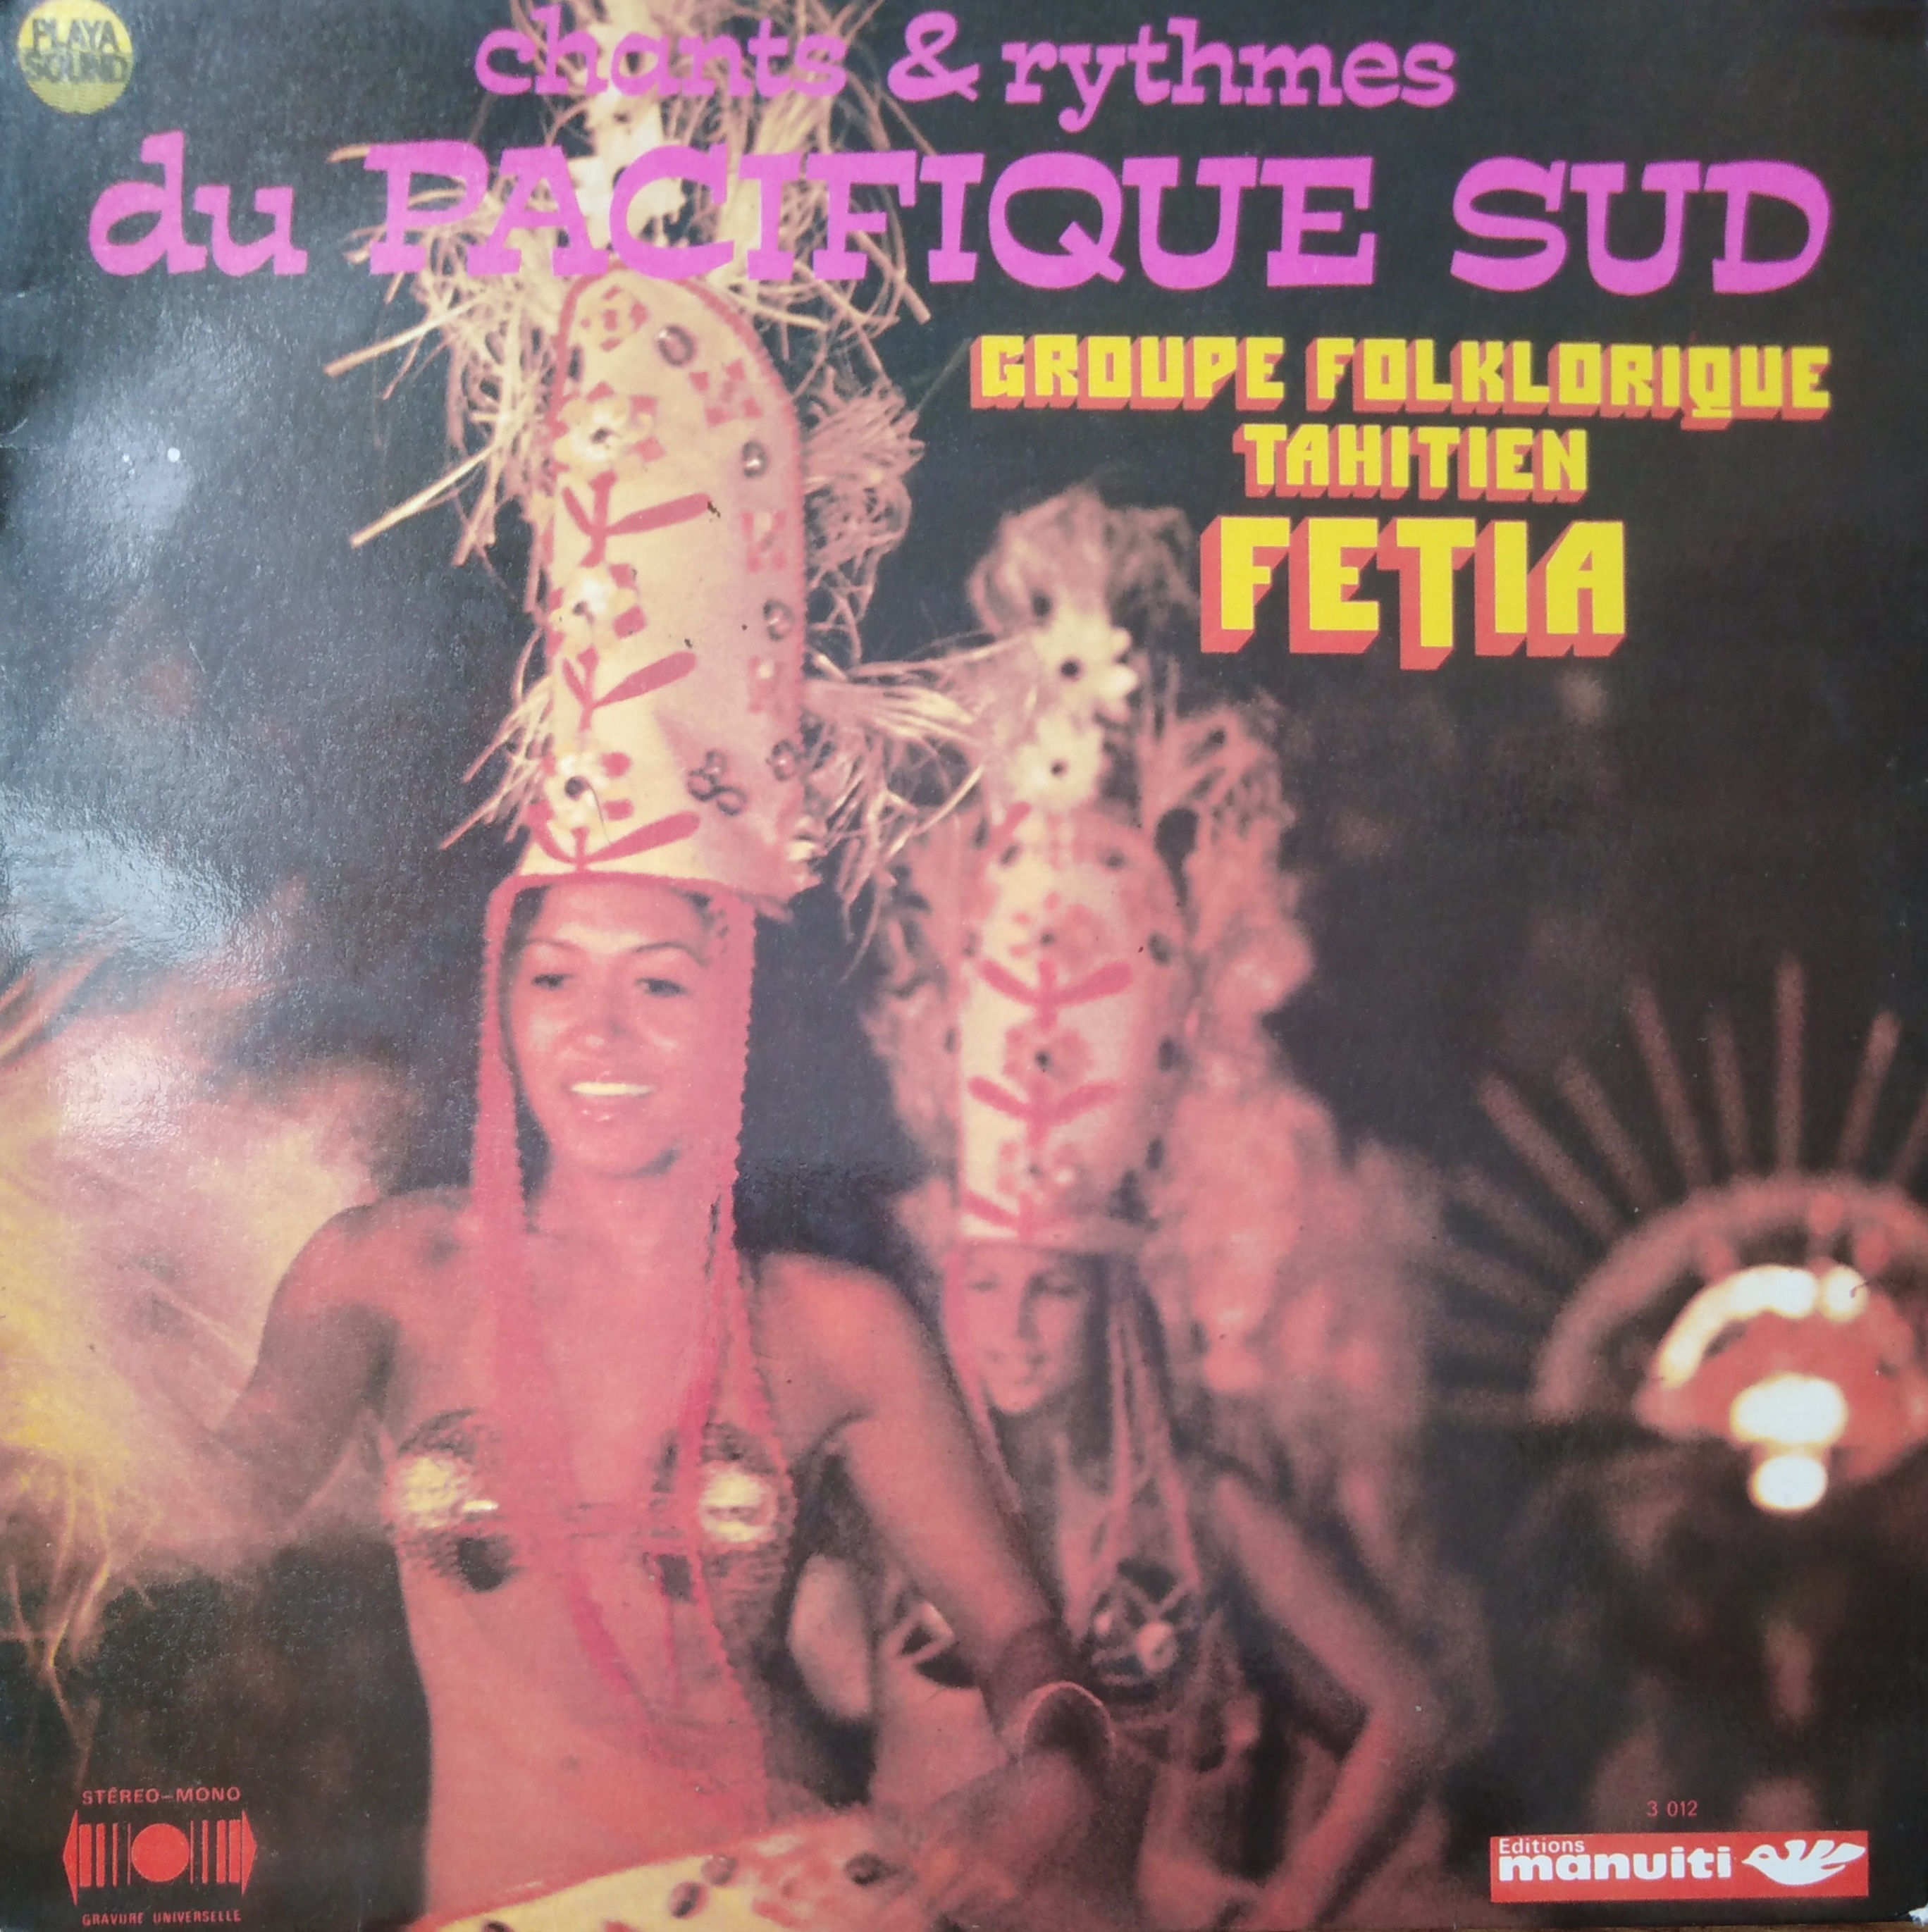 PLAYA
SOUND
chants & rythmes
du PACIFIQUE SUD
GROUPE FOLKLORIQUE
TAHITIEN
FETIA
STÉREO-MONO
GRAVURE UNIVERSELLE
3 012
Editions
manuiti